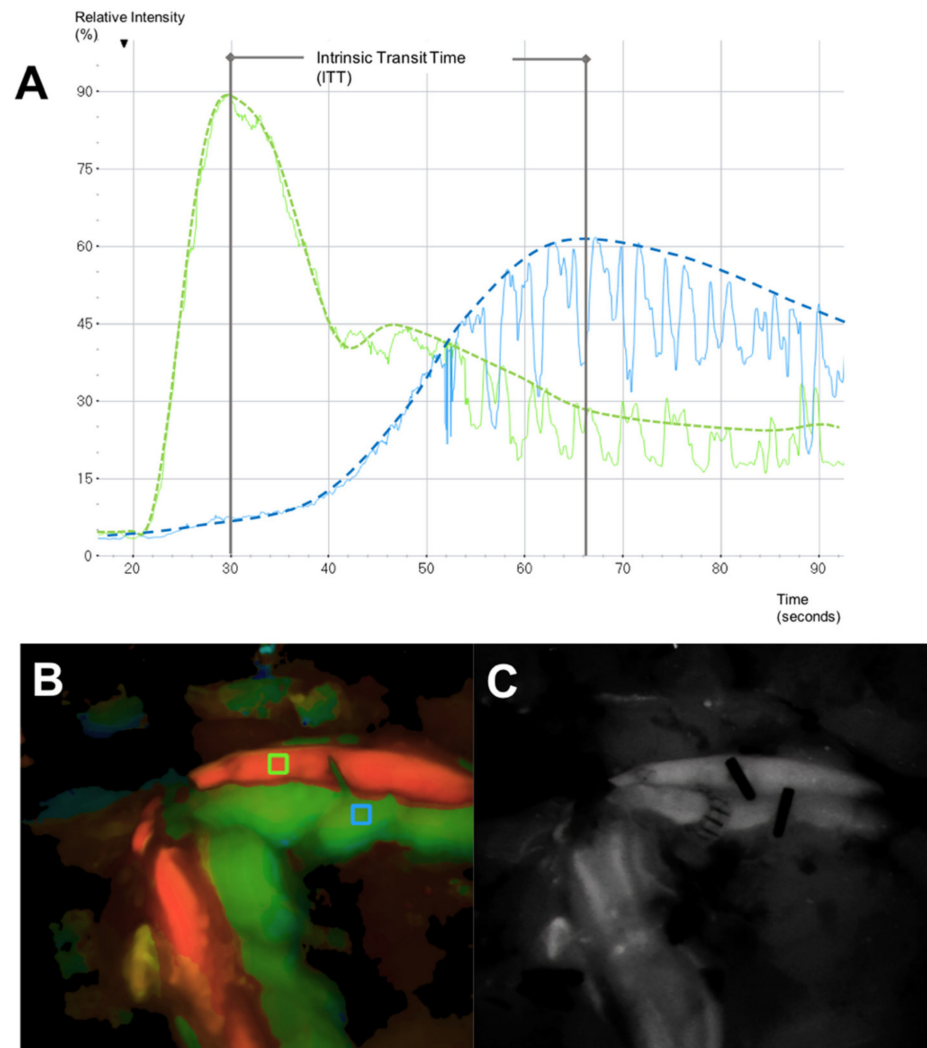 Relative Intensity
(%)
A
Intrinsic Transit Time
(ITT)
90
75
60
45
30
15
0
20 30 40 50 60 70 80 90
Time
(seconds)
B
C